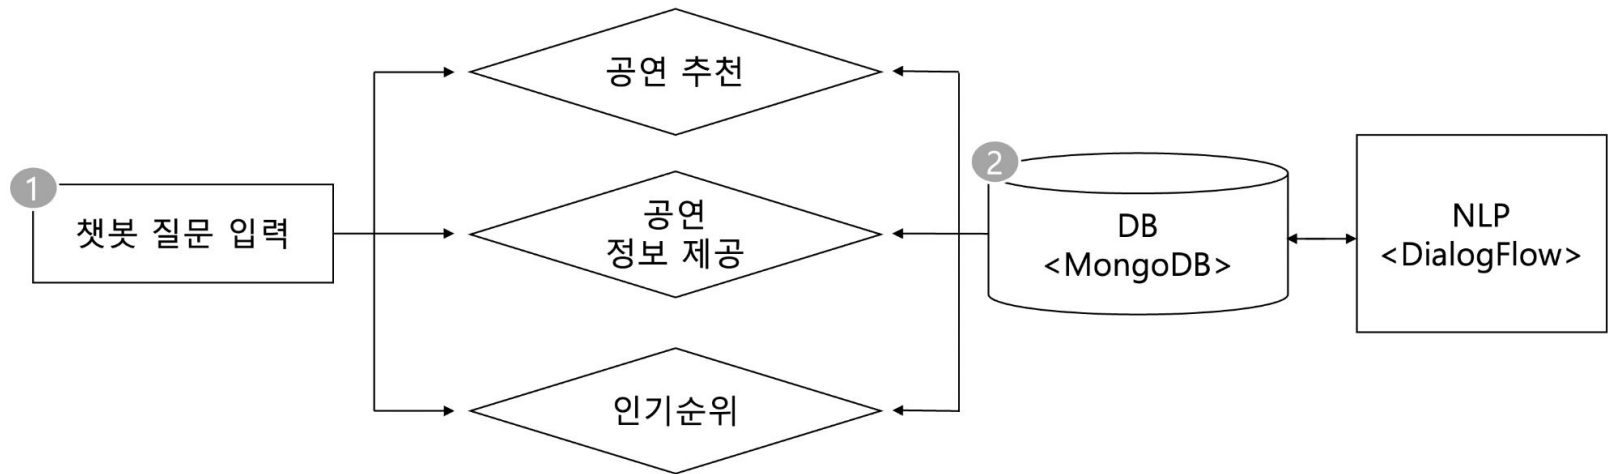 공연 추천
1
챗봇 질문 입력
공연
정보 제공
인기순위
2
DB
<MongoDB>
NLP
<DialogFlow>